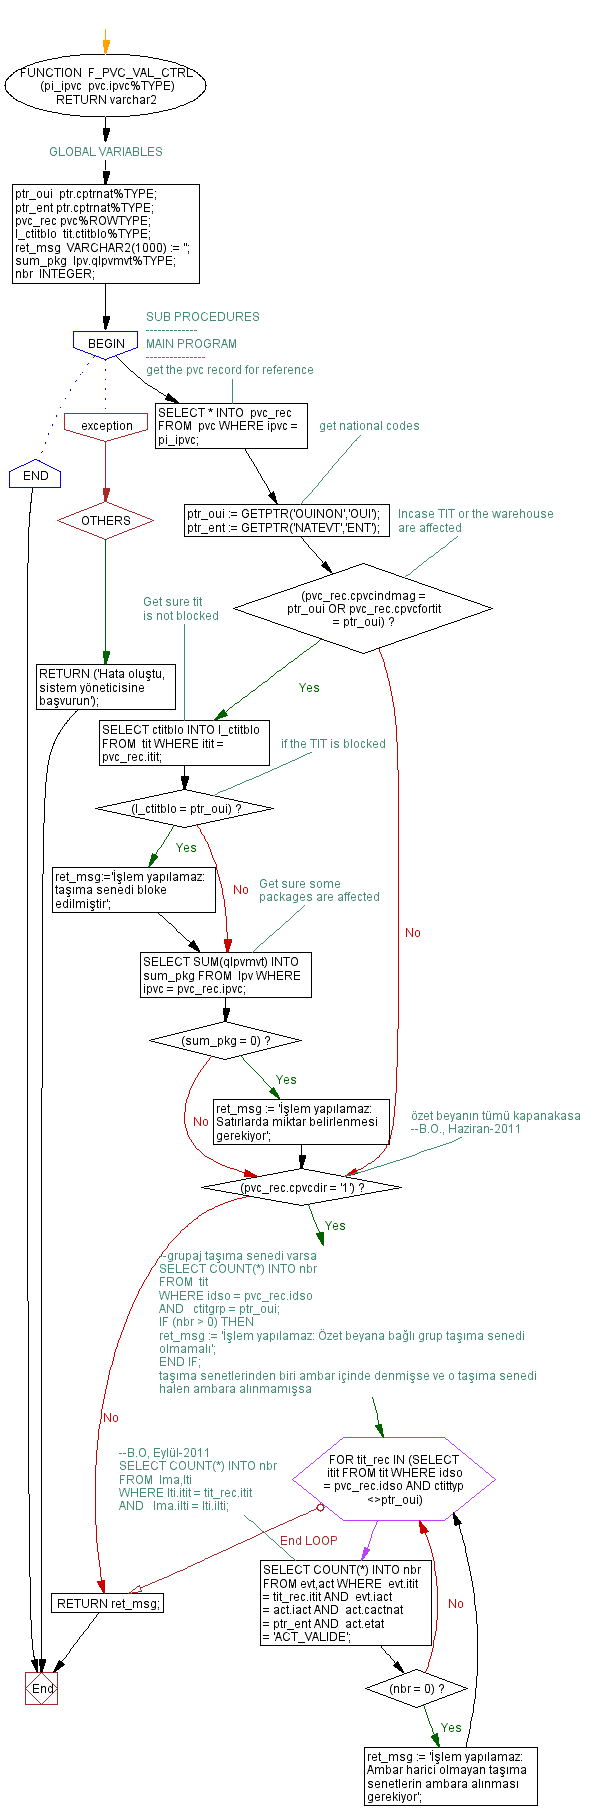 FUNCTION F_PVC_VAL_CTRL
(pi_ipvc pvc.ipvc%TYPE)
RETURN varchar2
GLOBAL VARIABLES
ptr_oui ptr.cptrnat%TYPE;
ptr_ent ptr.cptrnat%TYPE;
pvc_rec pvc%ROWTYPE;
l_ctitblo tit.ctitblo%TYPE;
ret_msg VARCHAR2(1000) := '';
sum_pkg lpv.qlpvmvt%TYPE;
nbr INTEGER;
SUB PROCEDURES
-------------
MAIN PROGRAM
---------------
get the pvc record for reference
BEGIN
SELECT * INTO pvc_rec
FROM pvc WHERE ipvc =
pi_ipvc;
exception
get national codes
END
OTHERS
ptr_oui := GETPTR('OUINON','OUI');
ptr_ent := GETPTR('NATEVT','ENT');
Incase TIT or the warehouse
are affected
(pvc_rec.cpvcindmag =
ptr_oui OR pvc_rec.cpvcfortit
= ptr_oui) ?
Get sure tit
is not blocked
RETURN ('Hata oluştu,
sistem yöneticisine
başvurun');
Yes
SELECT ctitblo INTO l_ctitblo
FROM tit WHERE itit =
pvc_rec.itit;
if the TIT is blocked
(l_ctitblo = ptr_oui) ?
Yes
ret_msg:='İşlem yapılamaz:
taşıma senedi bloke
edilmiştir';
No
Get sure some
packages are affected
No
SELECT SUM(qlpvmvt) INTO
sum_pkg FROM lpv WHERE
ipvc = pvc_rec.ipvc;
(sum_pkg = 0) ?
Yes
No
ret_msg := 'İşlem yapılamaz:
Satırlarda miktar belirlenmesi
gerekiyor';
özet beyanın tümü kapanakasa
--B.O., Haziran-2011
(pvc_rec.cpvcdir = '1') ?
Yes
--grupaj taşıma senedi varsa
SELECT COUNT(*) INTO nbr
FROM tit
WHERE idso = pvc_rec.idso
AND ctitgrp = ptr_oui;
IF (nbr > 0) THEN
ret_msg := 'İşlem yapılamaz: Özet beyana bağlı grup taşıma senedi
olmamalı';
END IF;
taşıma senetlerinden biri ambar içinde denmişse ve o taşıma senedi
halen ambara alınmamışsa
No
--B.O, Eylül-2011
SELECT COUNT(*) INTO nbr
FROM lma,lti
WHERE lti.itit = tit_rec.itit
AND lma.ilti = lti.ilti;
FOR tit_rec IN (SELECT
itit FROM tit WHERE idso
= pvc_rec.idso AND ctittyp
<>ptr_oui)
End LOOP
SELECT COUNT(*) INTO nbr
FROM evt,act WHERE evt.itit
= tit_rec.itit AND evt.iact
= act.iact AND act.cactnat
= ptr_ent AND act.etat
= 'ACT_VALIDE';
RETURN ret_msg;
No
End
(nbr = 0) ?
Yes
ret_msg := 'İşlem yapılamaz:
Ambar harici olmayan taşıma
senetlerin ambara alınması
gerekiyor';